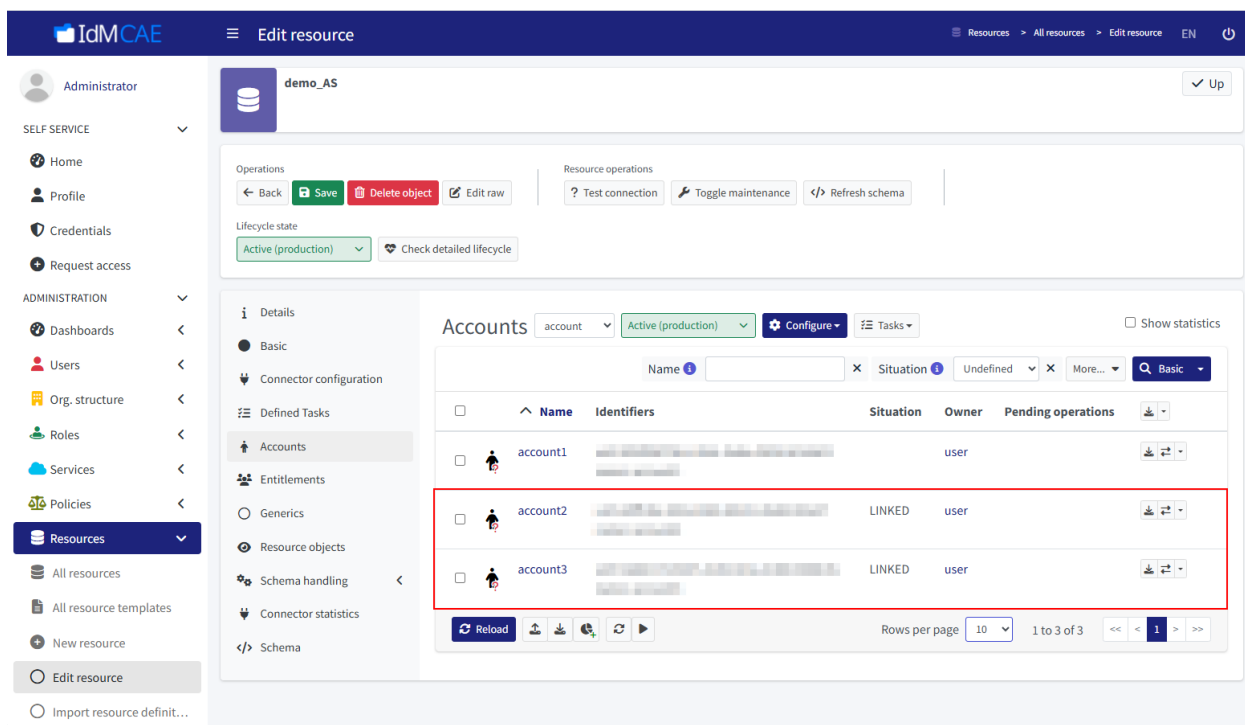 IdMCAE
Edit resource
Resources > All resources > Edit resource EN
Administrator
SELF SERVICE
Home
Profile
Credentials
Request access
ADMINISTRATION
Dashboards
Users
Org. structure
Roles
Services
Policies
Resources
All resources
All resource templates
New resource
Edit resource
Import resource definit...
demo_AS
Up
Operations
Back Save Delete object Edit raw
Resource operations
? Test connection Toggle maintenance </> Refresh schema
Lifecycle state
Active (production) Check detailed lifecycle
Details
Basic
Connector configuration
Defined Tasks
Accounts
Entitlements
Generics
Resource objects
Schema handling
Connector statistics
</> Schema
Accounts account Active (production) Configure Tasks Show statistics
Name Situation Undefined More... Basic
Name Identifiers Situation Owner Pending operations
account1 user
account2 LINKED user
account3 LINKED user
Reload Rows per page 10 1 to 3 of 3 << < 1 > >>